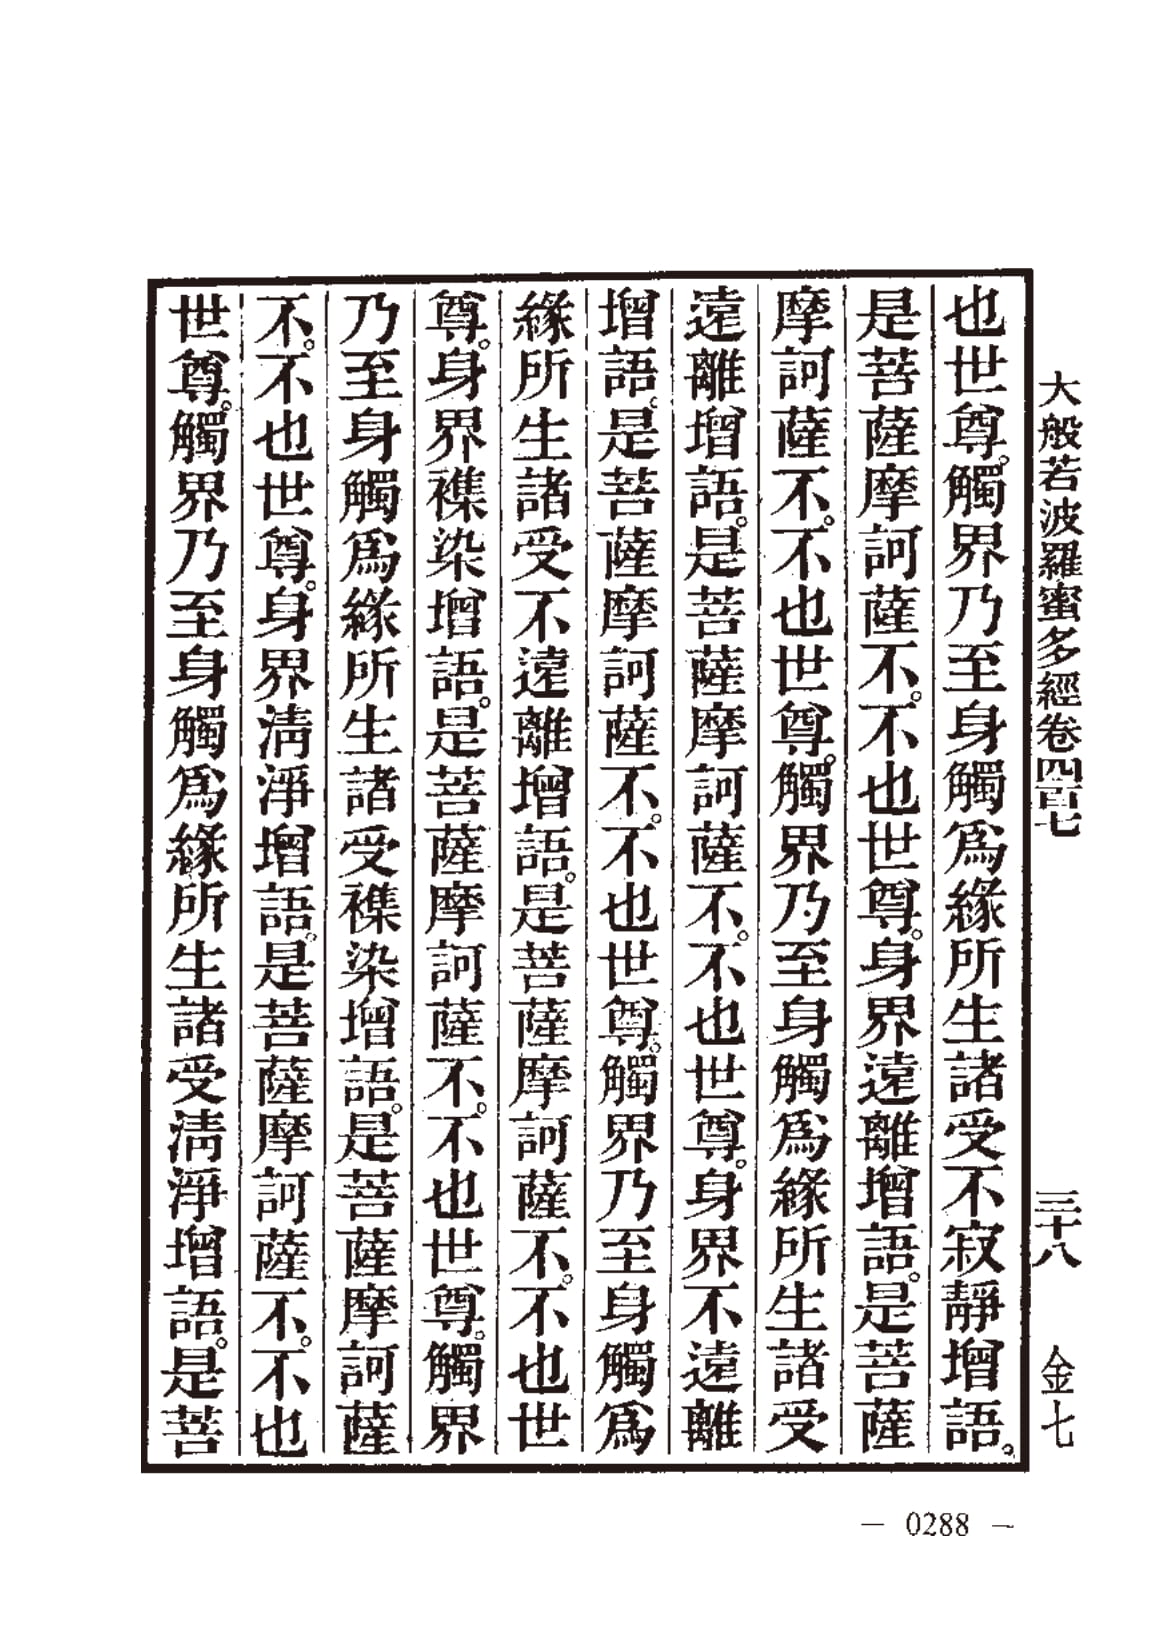 大般若波羅蜜多經卷四百七 三十八 金七
也世尊。觸界乃至身觸爲緣所生諸受不寂靜增語。
是菩薩摩訶薩不。不也世尊。身界遠離增語。是菩薩
摩訶薩不。不也世尊。觸界乃至身觸爲緣所生諸受
遠離增語。是菩薩摩訶薩不。不也世尊。身界不遠離
增語。是菩薩摩訶薩不。不也世尊。觸界乃至身觸爲
緣所生諸受不遠離增語。是菩薩摩訶薩不。不也世
尊。身界襍染增語。是菩薩摩訶薩不。不也世尊。觸界
乃至身觸爲緣所生諸受襍染增語。是菩薩摩訶薩
不。不也世尊。身界清淨增語。是菩薩摩訶薩不。不也
世尊。觸界乃至身觸爲緣所生諸受清淨增語。是菩
— 0288 —